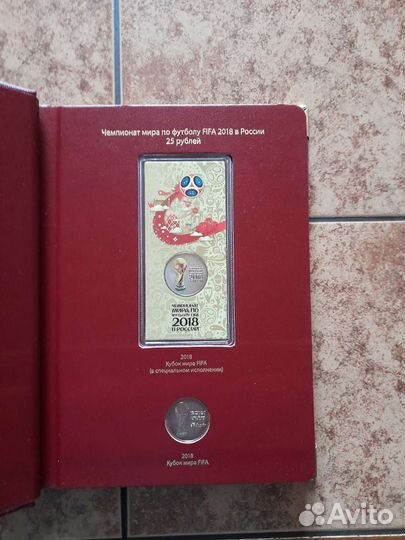 Чемпионат мира по футболу FIFA 2018 в России
25 рублей
ЧЕМПИОНАТ
МИРА ПО
ФУТБОЛУ FIFA
2018
В РОССИИ
2018
Кубок мира FIFA
(в специальном исполнении)
2018
Кубок мира FIFA
Avito